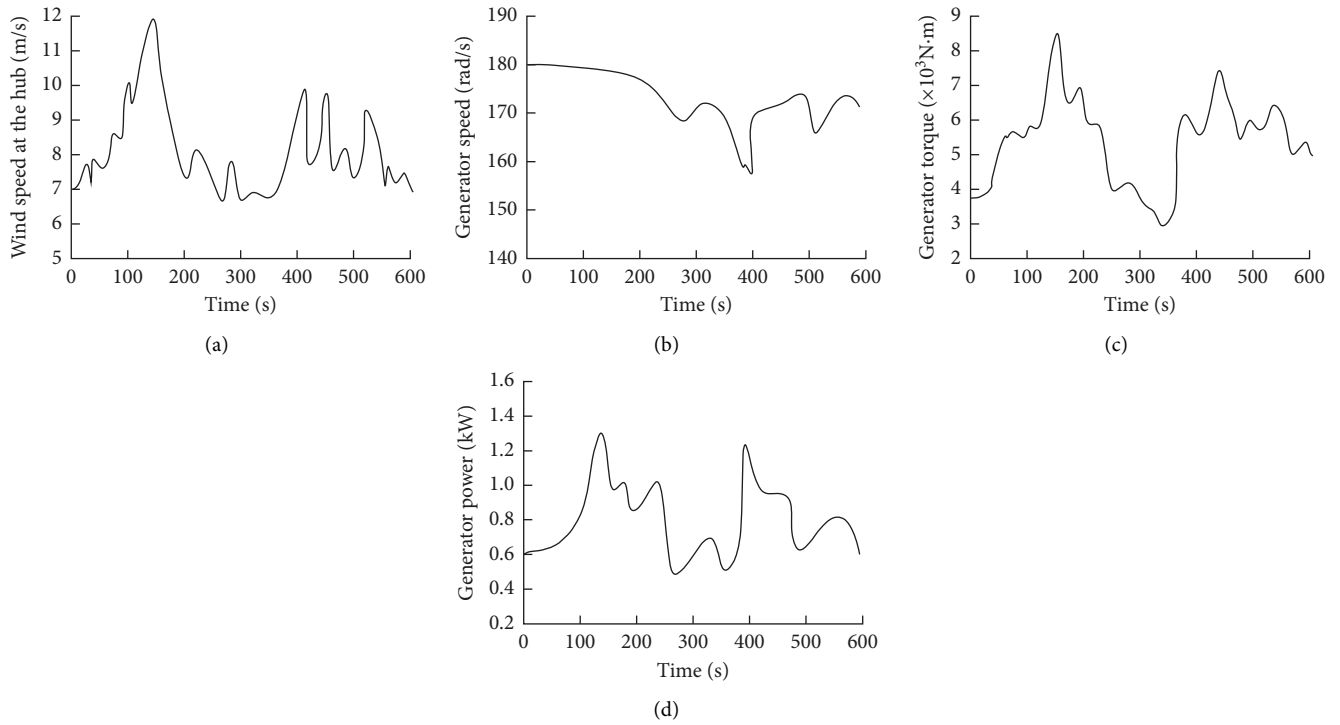 Wind speed at the hub (m/s)
12
11
10
9
8
7
6
5
0 100 200 300 400 500 600
Time (s)
(a)
Generator speed (rad/s)
190
180
170
160
150
140
0 100 200 300 400 500 600
Time (s)
(b)
Generator torque (×10³N·m)
9
8
7
6
5
4
3
2
0 100 200 300 400 500 600
Time (s)
(c)
Generator power (kW)
1.6
1.4
1.2
1.0
0.8
0.6
0.4
0.2
0 100 200 300 400 500 600
Time (s)
(d)